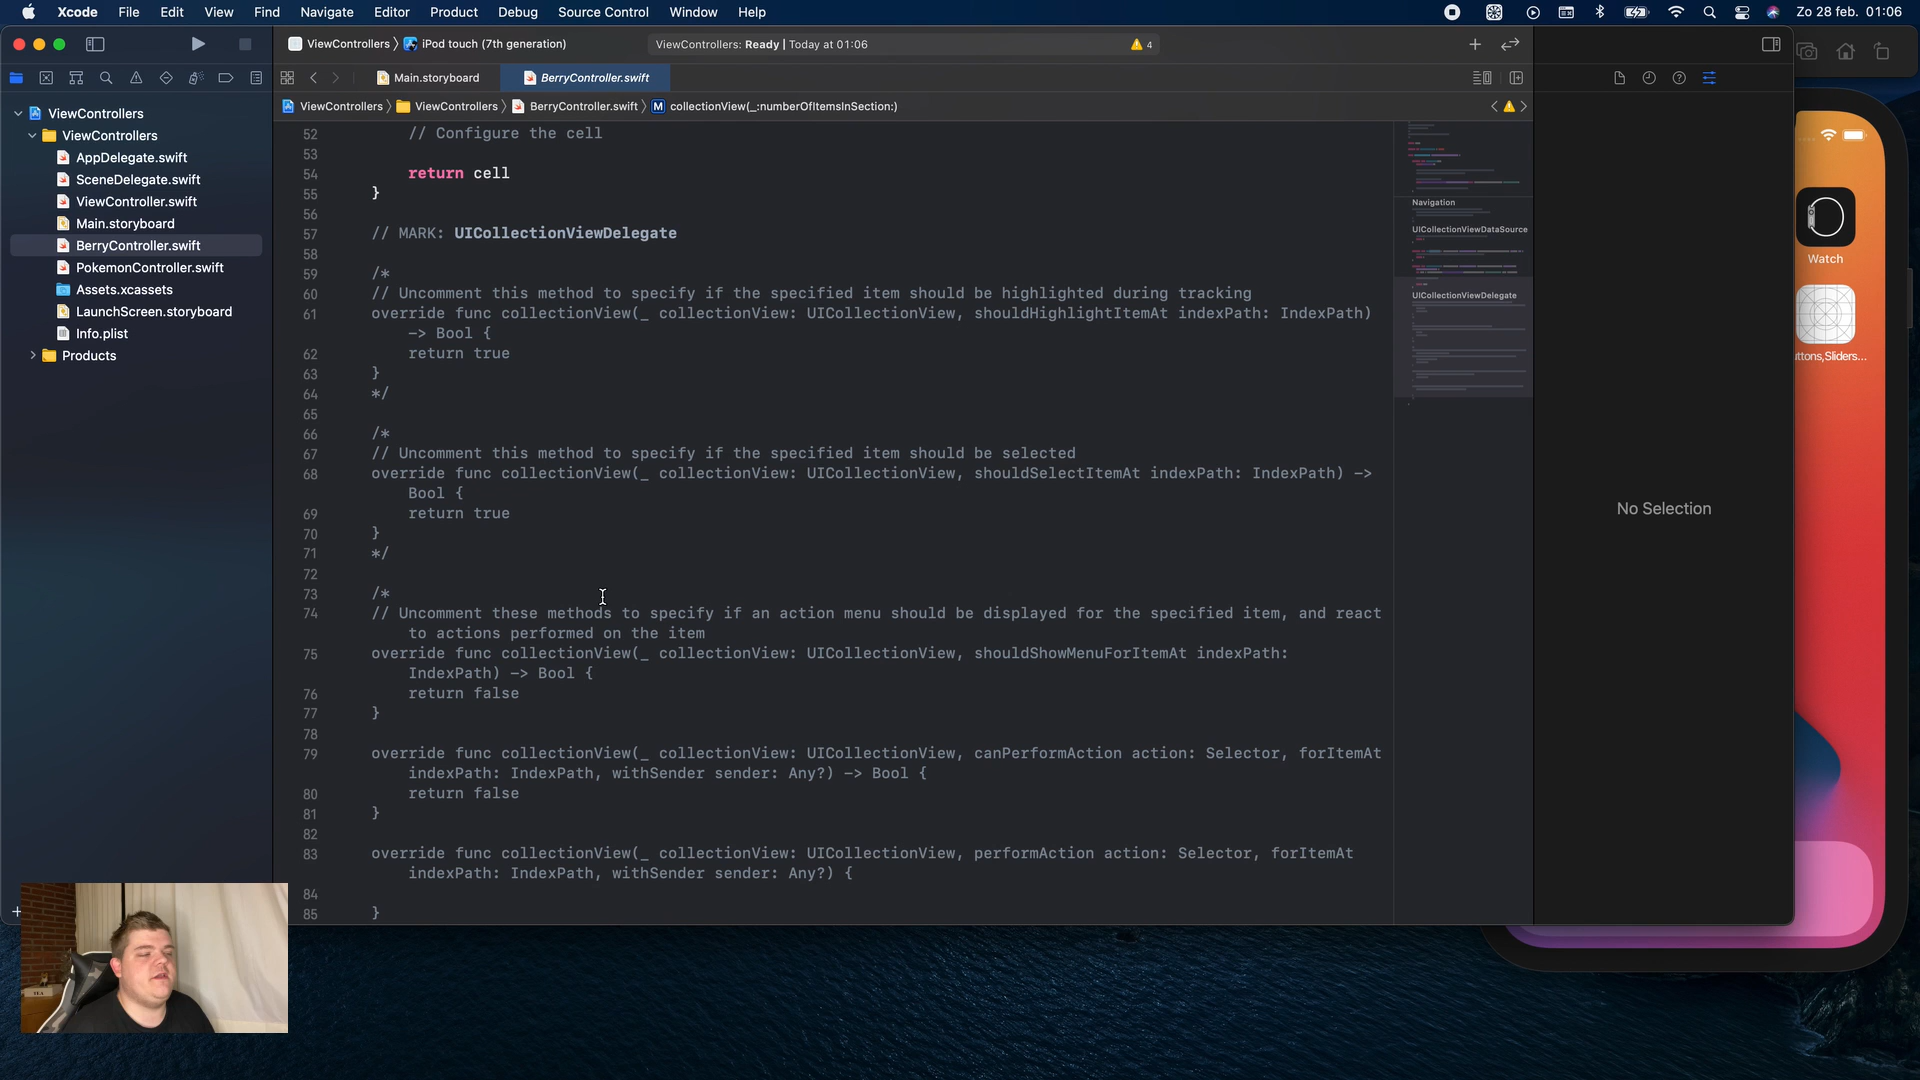 Xcode File Edit View Find Navigate Editor Product Debug Source Control Window Help
Zo 28 feb. 01:06
ViewControllers iPod touch (7th generation)
ViewControllers: Ready | Today at 01:06
4
Main.storyboard
BerryController.swift
ViewControllers ViewControllers BerryController.swift M collectionView(_:numberOfItemsInSection:)
ViewControllers
ViewControllers
AppDelegate.swift
SceneDelegate.swift
ViewController.swift
Main.storyboard
BerryController.swift
PokemonController.swift
Assets.xcassets
LaunchScreen.storyboard
Info.plist
Products
52 // Configure the cell
53
54 return cell
55 }
56
57 // MARK: UICollectionViewDelegate
58
59 /*
60 // Uncomment this method to specify if the specified item should be highlighted during tracking
61 override func collectionView(_ collectionView: UICollectionView, shouldHighlightItemAt indexPath: IndexPath)
-> Bool {
62 return true
63 }
64 */
65
66 /*
67 // Uncomment this method to specify if the specified item should be selected
68 override func collectionView(_ collectionView: UICollectionView, shouldSelectItemAt indexPath: IndexPath) ->
Bool {
69 return true
70 }
71 */
72
73 /*
74 // Uncomment these methods to specify if an action menu should be displayed for the specified item, and react
to actions performed on the item
75 override func collectionView(_ collectionView: UICollectionView, shouldShowMenuForItemAt indexPath:
IndexPath) -> Bool {
76 return false
77 }
78
79 override func collectionView(_ collectionView: UICollectionView, canPerformAction action: Selector, forItemAt
indexPath: IndexPath, withSender sender: Any?) -> Bool {
80 return false
81 }
82
83 override func collectionView(_ collectionView: UICollectionView, performAction action: Selector, forItemAt
indexPath: IndexPath, withSender sender: Any?) {
84
85 }
Navigation
UICollectionViewDataSource
UICollectionViewDelegate
No Selection
Watch
ttons,Sliders...